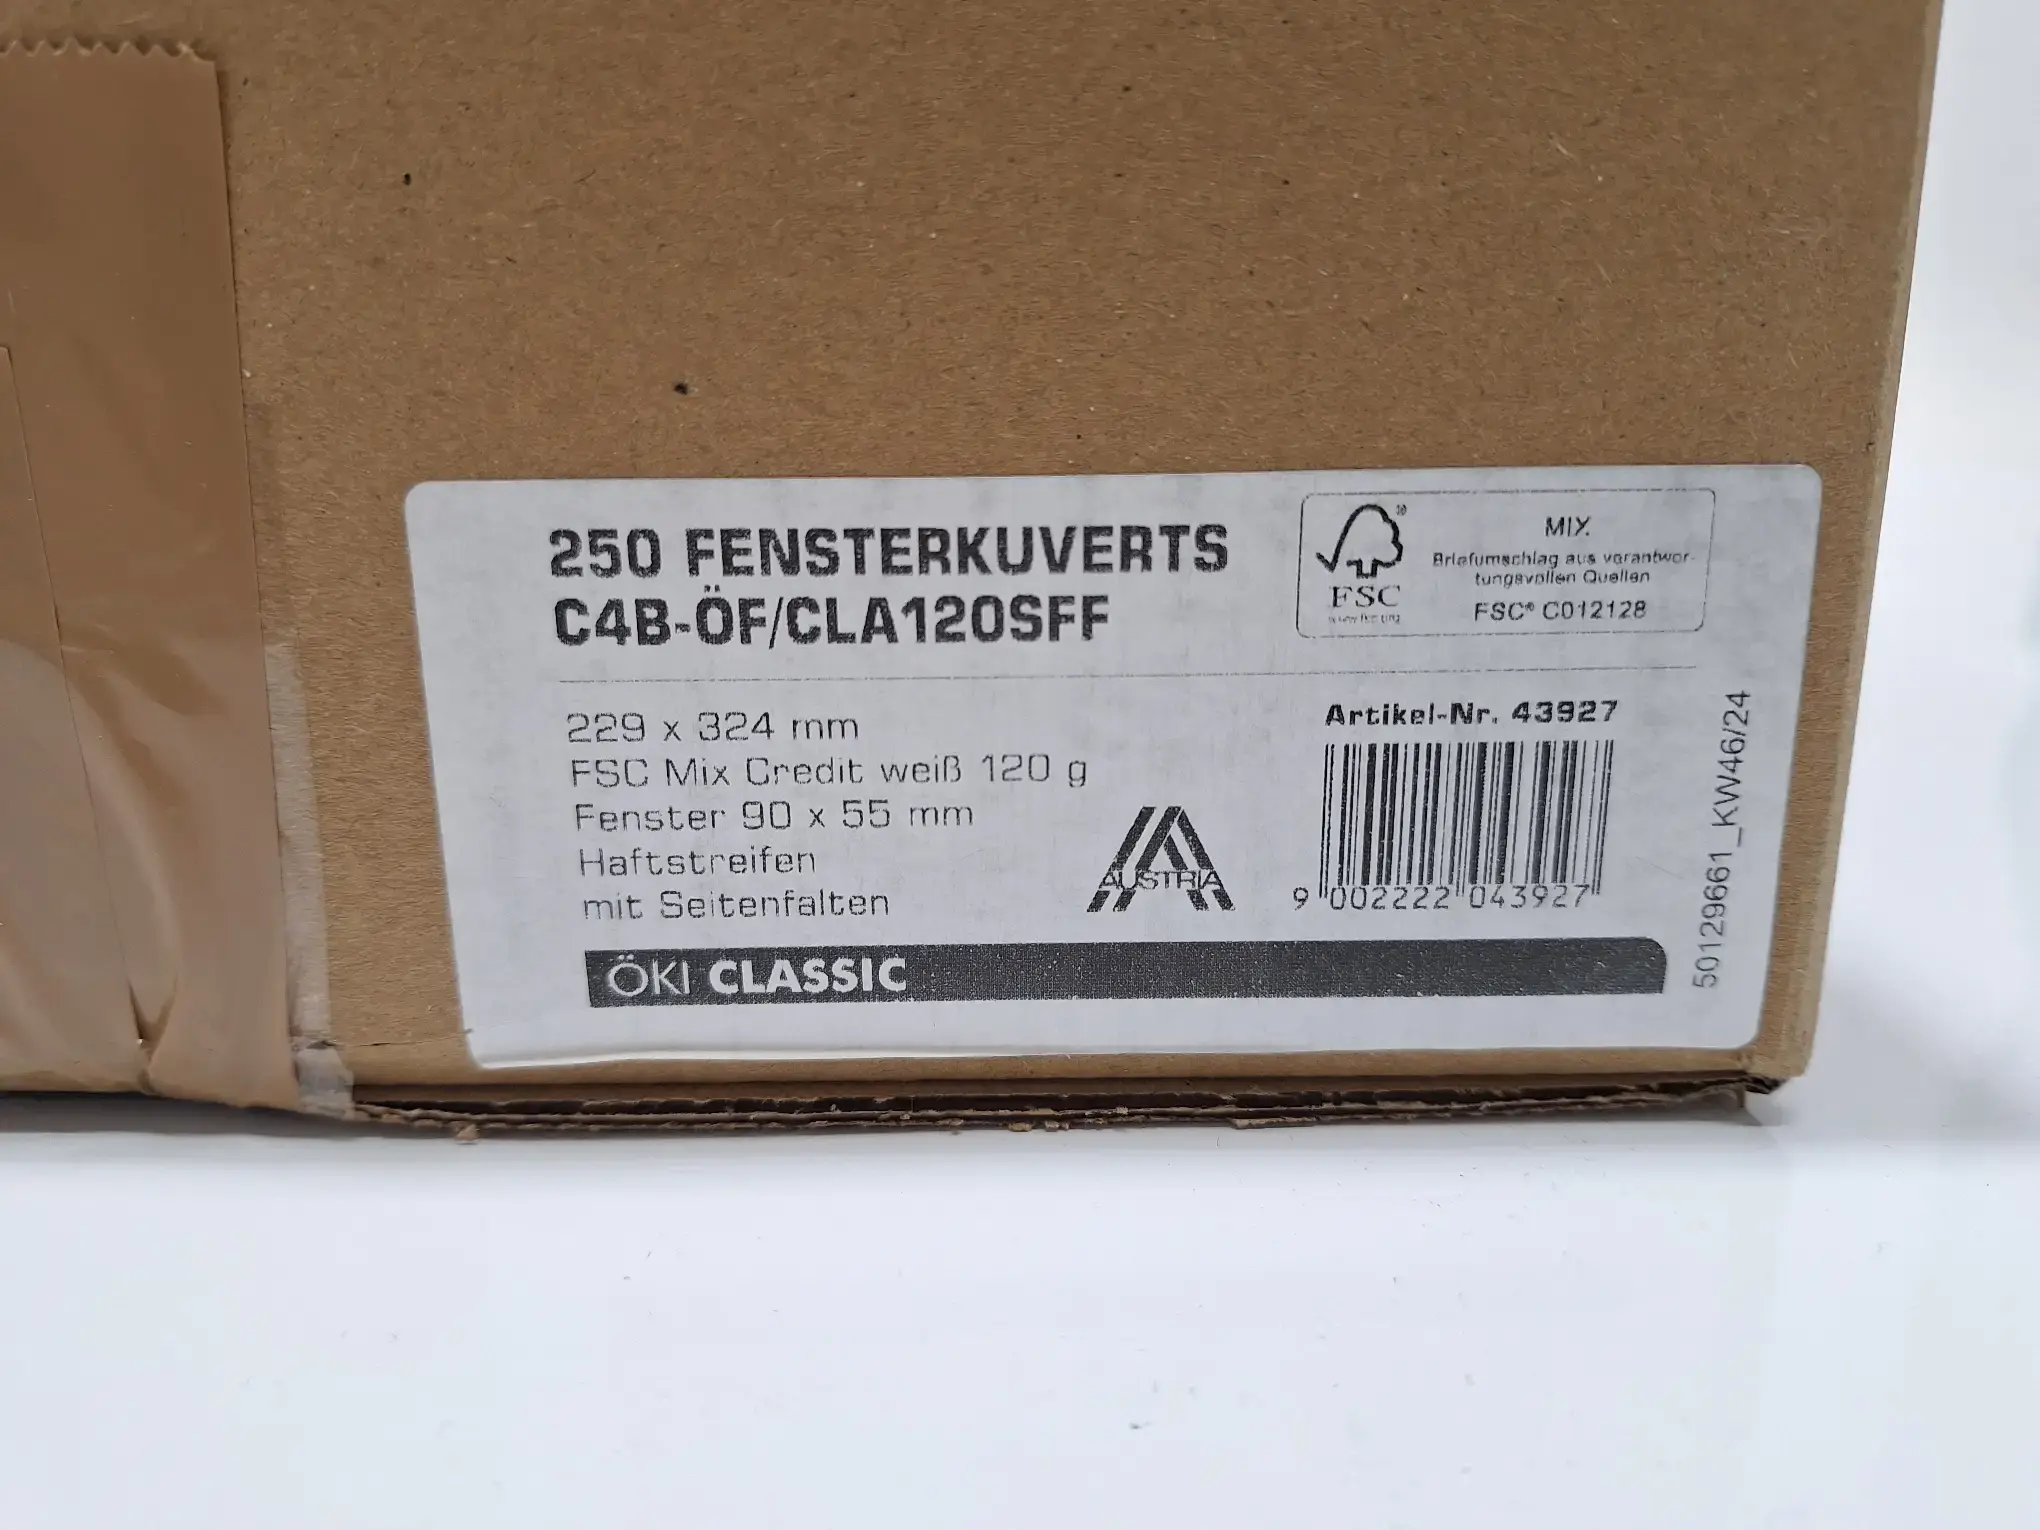 250 FENSTERKUVERTS
C4B-ÖF/CLA120SFF
FSC
MIX
Briefumschlag aus verantwor-
tungsvollen Quellen
FSC® C012128
229 x 324 mm
FSC Mix Credit weiß 120 g
Fenster 90 x 55 mm
Haftstreifen
mit Seitenfalten
AUSTRIA
Artikel-Nr. 43927
9 002222 043927
50129661_KW46/24
ÖKI CLASSIC